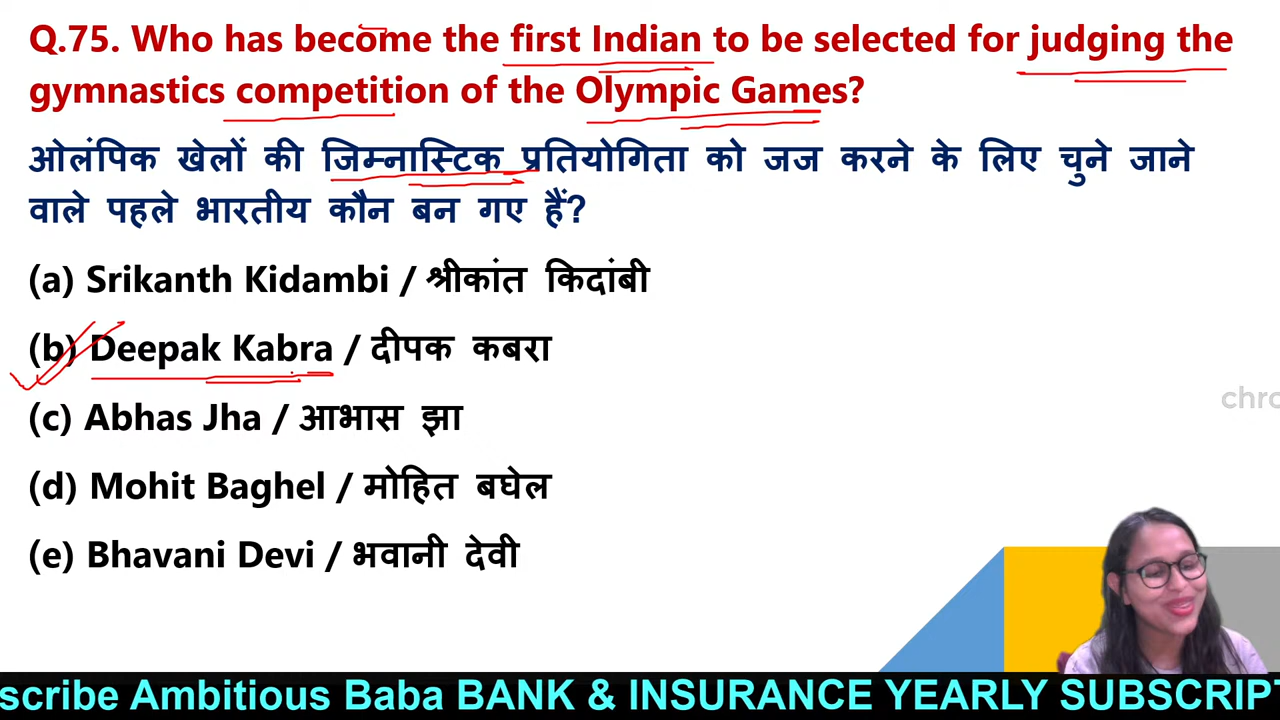 Q.75. Who has become the first Indian to be selected for judging the
gymnastics competition of the Olympic Games?
ओलंपिक खेलों की जिम्नास्टिक प्रतियोगिता को जज करने के लिए चुने जाने
वाले पहले भारतीय कौन बन गए हैं?
(a) Srikanth Kidambi / श्रीकांत किदांबी
(b) Deepak Kabra / दीपक कबरा
chro
(c) Abhas Jha / आभास झा
(d) Mohit Baghel / मोहित बघेल
(e) Bhavani Devi / भवानी देवी
scribe Ambitious Baba BANK & INSURANCE YEARLY SUBSCRIPT